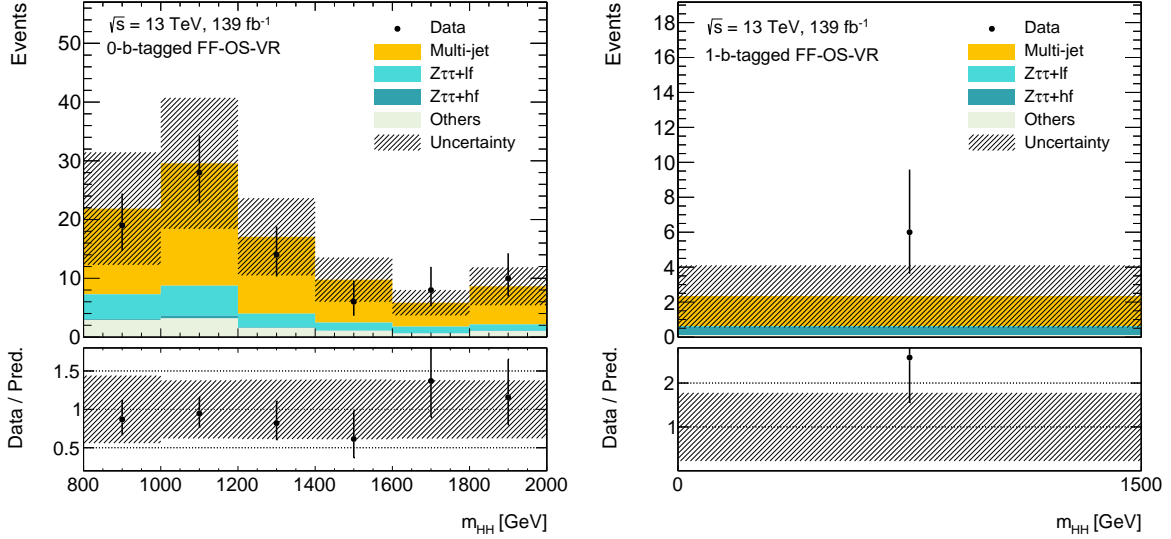 Events
√s = 13 TeV, 139 fb⁻¹
0-b-tagged FF-OS-VR
Data
Multi-jet
Zττ+lf
Zττ+hf
Others
Uncertainty
50
40
30
20
10
0
Data / Pred.
1.5
1
0.5
800 1000 1200 1400 1600 1800 2000
m_HH [GeV]
Events
√s = 13 TeV, 139 fb⁻¹
1-b-tagged FF-OS-VR
Data
Multi-jet
Zττ+lf
Zττ+hf
Others
Uncertainty
18
16
14
12
10
8
6
4
2
0
Data / Pred.
2
1
0 1500
m_HH [GeV]